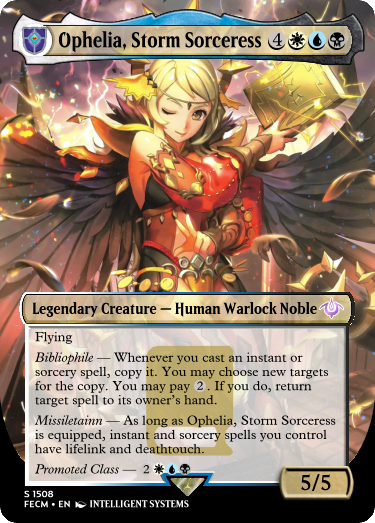 Ophelia, Storm Sorceress 4
Legendary Creature — Human Warlock Noble
Flying
Bibliophile — Whenever you cast an instant or
sorcery spell, copy it. You may choose new targets
for the copy. You may pay 2. If you do, return
target spell to its owner's hand.
Missiletainn — As long as Ophelia, Storm Sorceress
is equipped, instant and sorcery spells you control
have lifelink and deathtouch.
Promoted Class — 2
5/5
S 1508
FECM • EN INTELLIGENT SYSTEMS